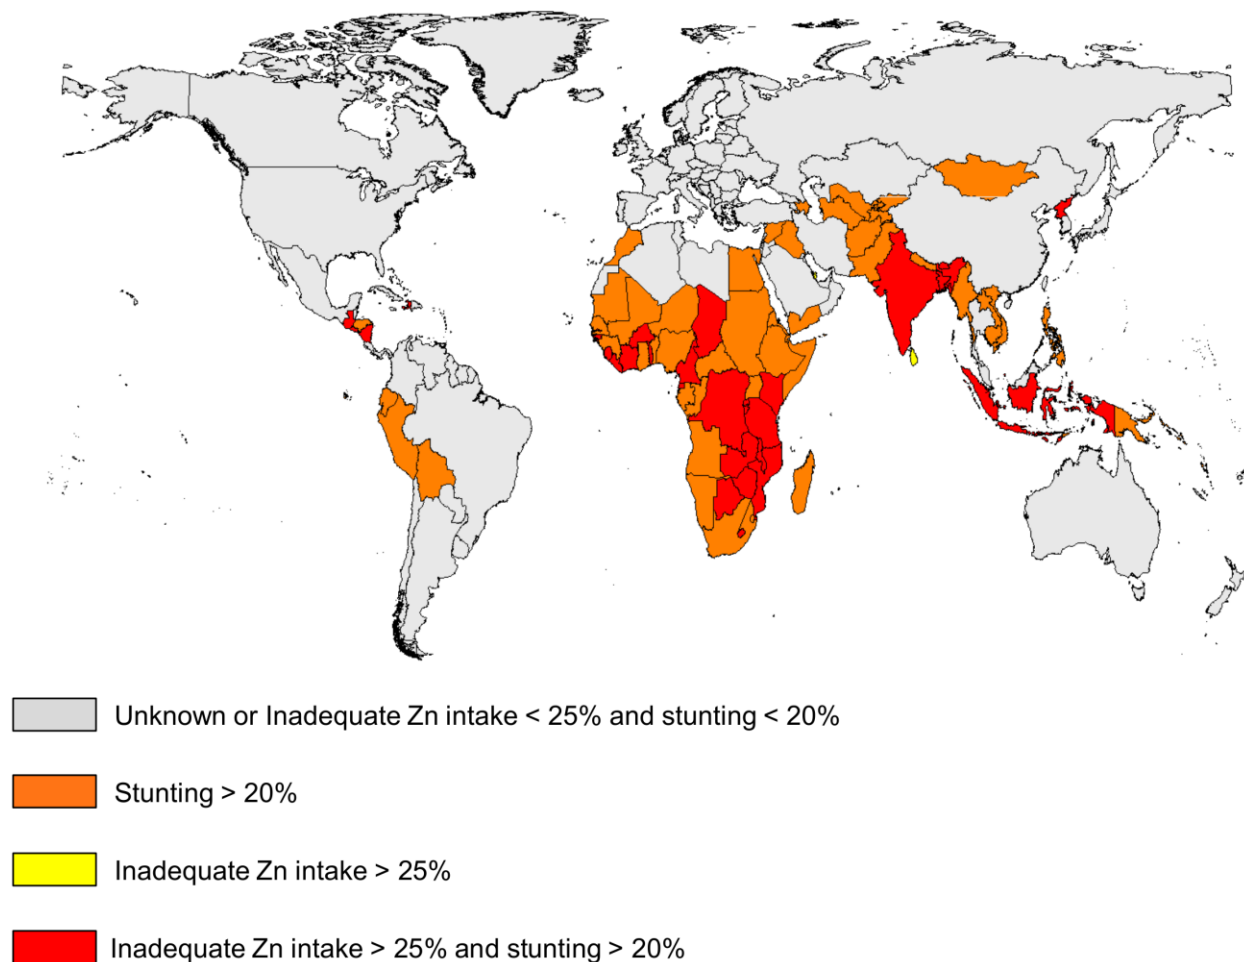 Unknown or Inadequate Zn intake < 25% and stunting < 20%
Stunting > 20%
Inadequate Zn intake > 25%
Inadequate Zn intake > 25% and stunting > 20%